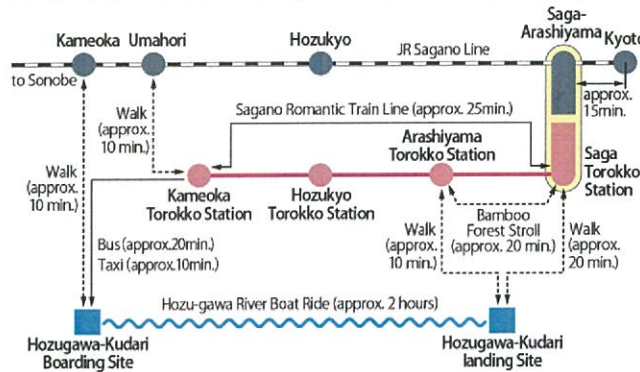 Saga-
Arashiyama
Kameoka
Umahori
Hozukyo
JR Sagano Line
Kyoto
to Sonobe
approx.
15min.
Walk
(approx.
10 min.)
Sagano Romantic Train Line (approx. 25min.)
Arashiyama
Torokko Station
Saga
Torokko
Station
Walk
(approx.
10 min.)
Kameoka
Torokko Station
Hozukyo
Torokko Station
Bus (approx.20min.)
Taxi (approx.10min.)
Walk
(approx.
10 min.)
Bamboo
Forest Stroll
(approx. 20 min.)
Walk
(approx.
20 min.)
Hozu-gawa River Boat Ride (approx. 2 hours)
Hozugawa-Kudari
Boarding Site
Hozugawa-Kudari
landing Site